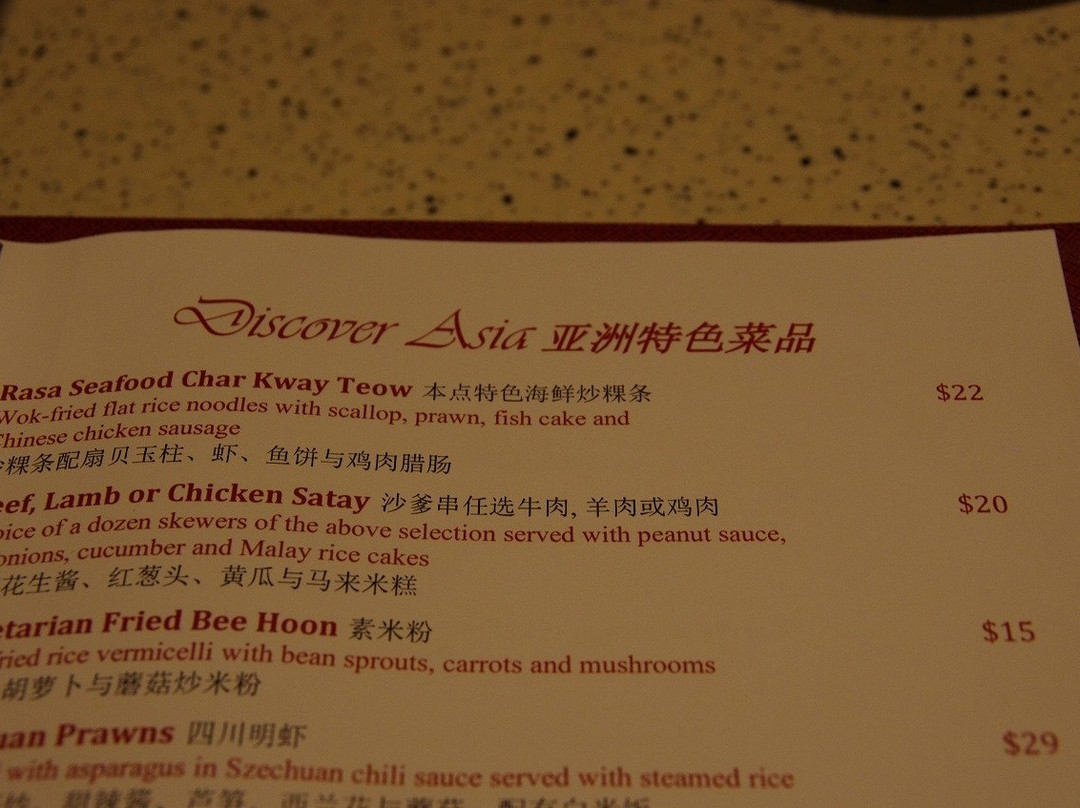 Discover Asia 亚洲特色菜品
Rasa Seafood Char Kway Teow 本点特色海鲜炒粿条 $22
Wok-fried flat rice noodles with scallop, prawn, fish cake and
Chinese chicken sausage
粿条配扇贝玉柱、虾、鱼饼与鸡肉腊肠
Lamb or Chicken Satay 沙爹串任选牛肉, 羊肉或鸡肉 $20
of a dozen skewers of the above selection served with peanut sauce,
onions, cucumber and Malay rice cakes
花生酱、红葱头、黄瓜与马来米糕
Fried Bee Hoon 素米粉 $15
rice vermicelli with bean sprouts, carrots and mushrooms
胡萝卜与蘑菇炒米粉
Prawns 四川明虾 $29
with asparagus in Szechuan chili sauce served with steamed rice